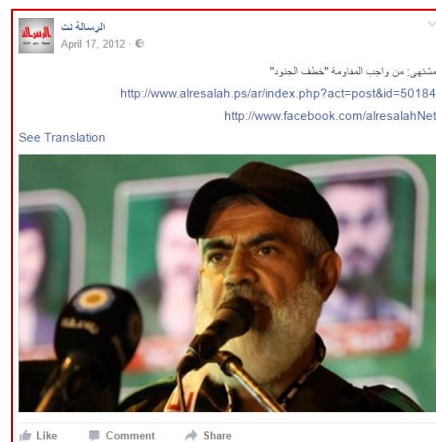 الرسالة نت
April 17, 2012
مشتهى: من واجب المقاومة "خطف الجنود"
http://www.alresalah.ps/ar/index.php?act=post&id=50184
http://www.facebook.com/alresalahNet
See Translation
Like Comment Share